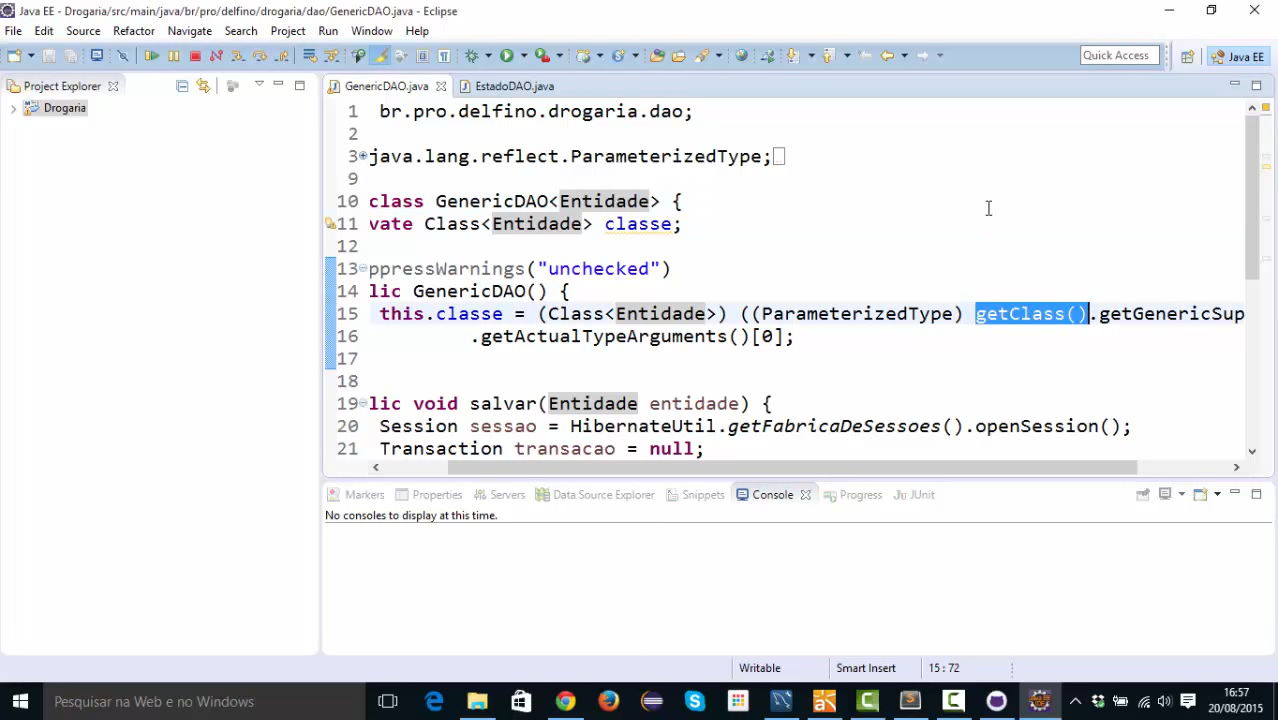 Java EE - Drogaria/src/main/java/br/pro/delfino/drogaria/dao/GenericDAO.java - Eclipse
File Edit Source Refactor Navigate Search Project Run Window Help
Quick Access
Java EE
Project Explorer
Drogaria
GenericDAO.java
EstadoDAO.java
1 br.pro.delfino.drogaria.dao;
2
3 java.lang.reflect.ParameterizedType;
9
10 class GenericDAO<Entidade> {
11 vate Class<Entidade> classe;
12
13 ppressWarnings("unchecked")
14 lic GenericDAO() {
15 this.classe = (Class<Entidade>) ((ParameterizedType) getClass().getGenericSup
16 .getActualTypeArguments()[0];
17
18
19 lic void salvar(Entidade entidade) {
20 Session sessao = HibernateUtil.getFabricaDeSessoes().openSession();
21 Transaction transacao = null;
Markers Properties Servers Data Source Explorer Snippets Console Progress JUnit
No consoles to display at this time.
Writable Smart Insert 15 : 72
Pesquisar na Web e no Windows
16:57
20/08/2015